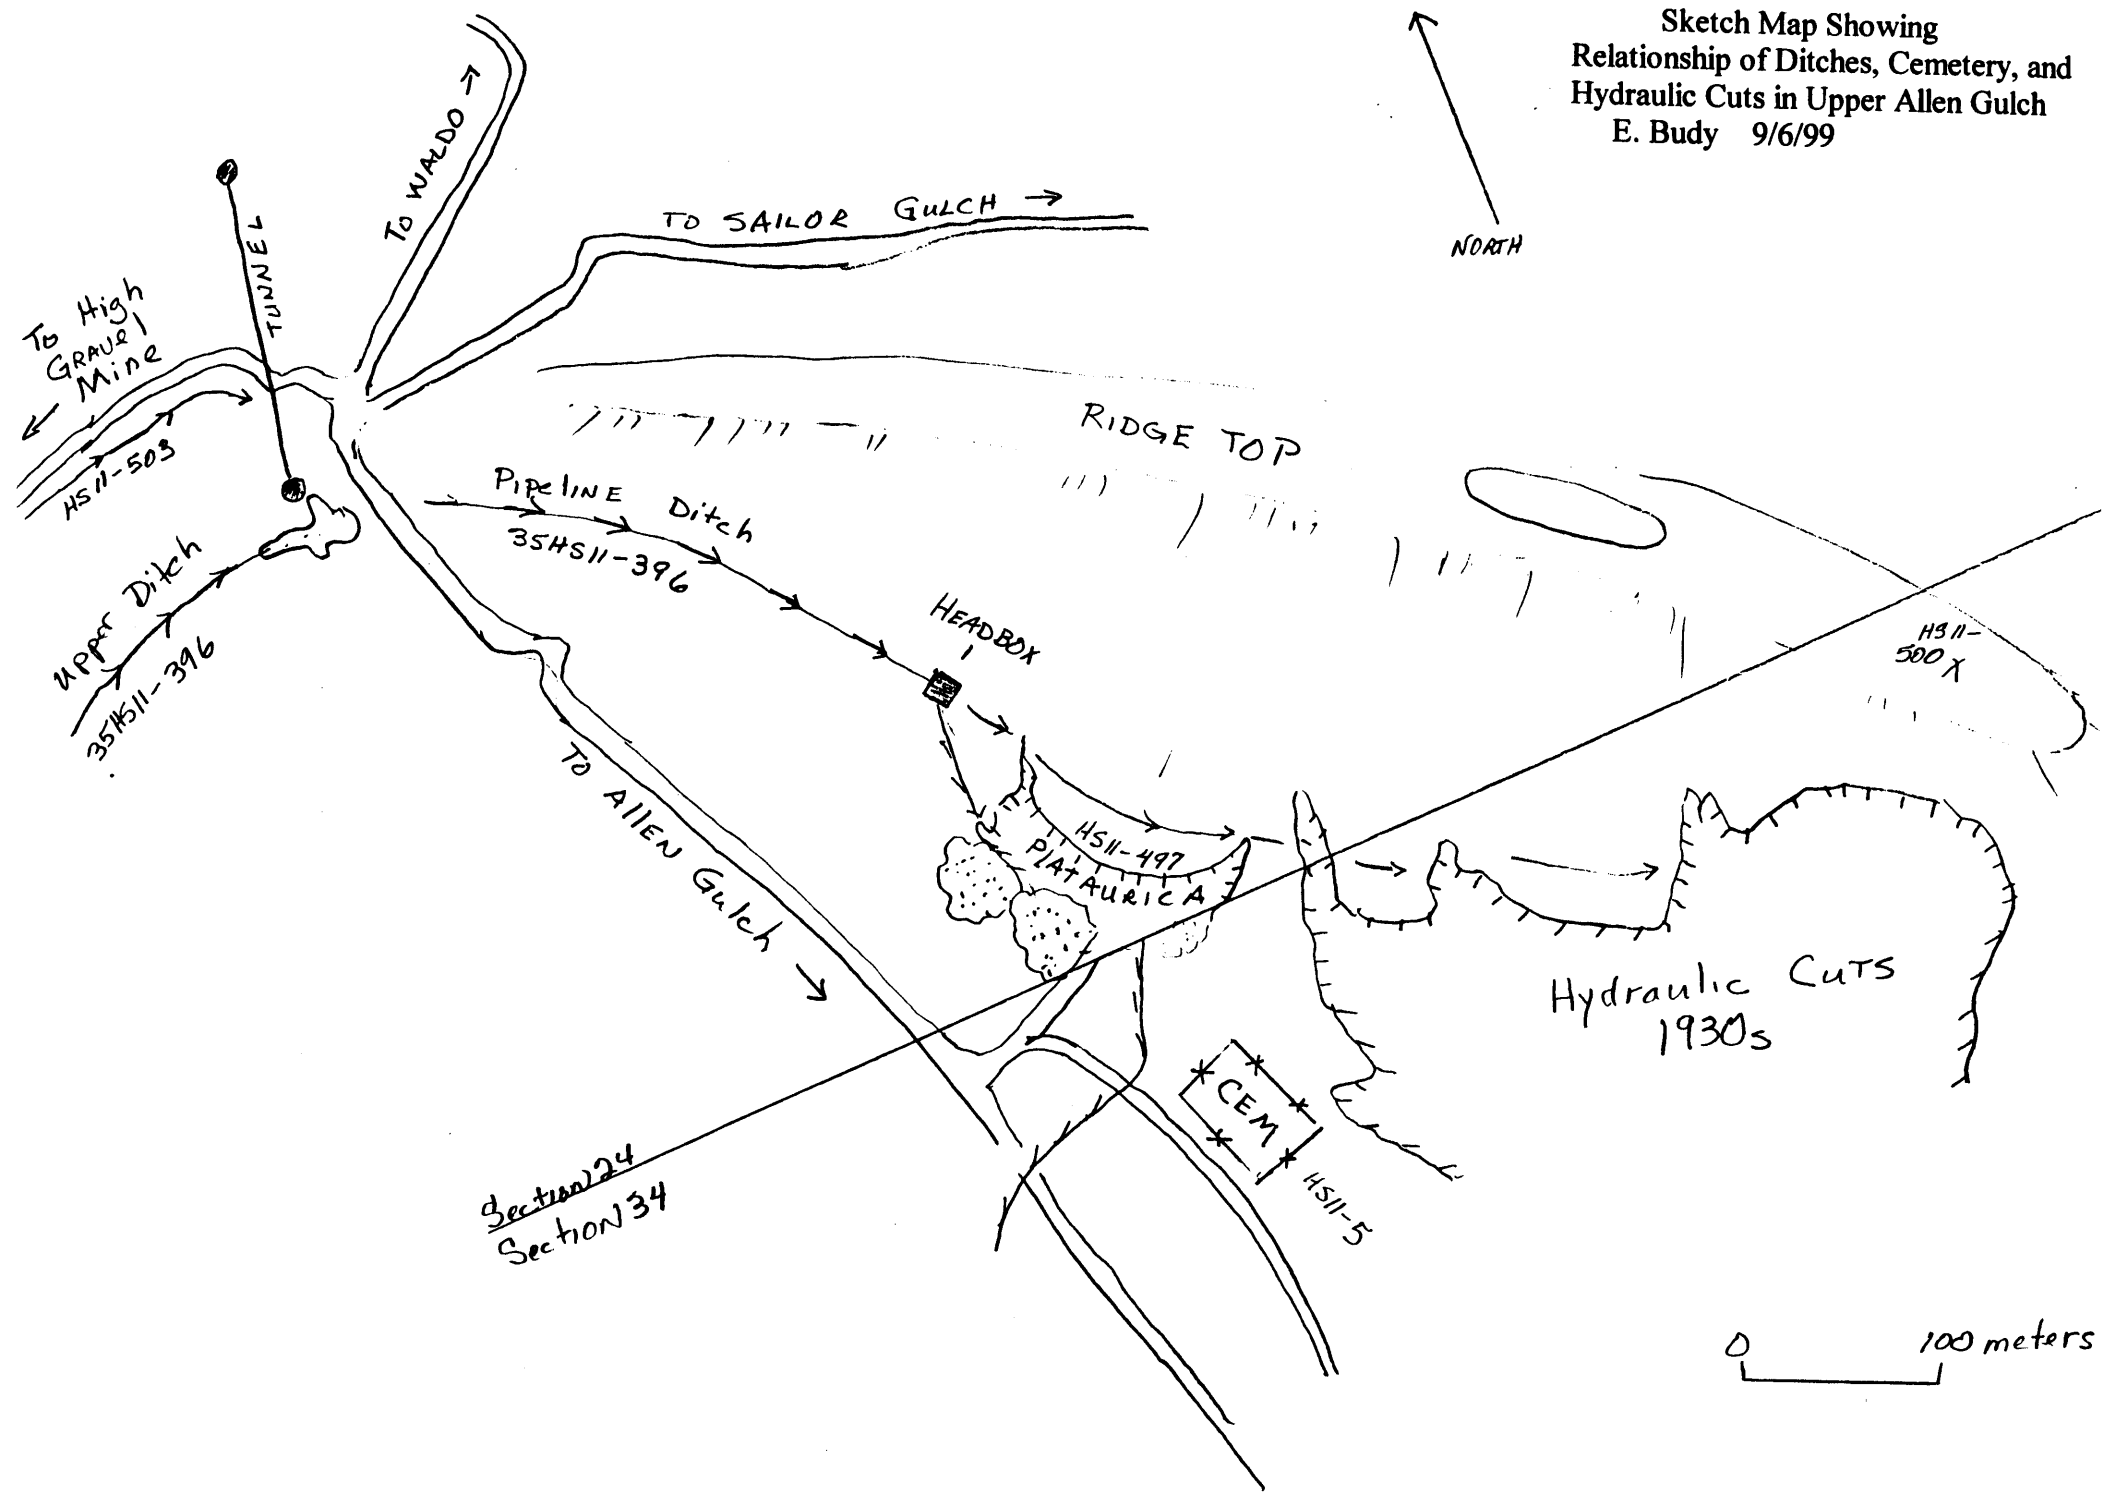 Sketch Map Showing
Relationship of Ditches, Cemetery, and
Hydraulic Cuts in Upper Allen Gulch
E. Budy 9/6/99
NORTH
TO WALDO
TO SAILOR GULCH
TUNNEL
To High
GRAVEl
Mine
HS11-503
RIDGE TOP
PIPELINE Ditch
35HS11-396
Upper Ditch
35HS11-396
HEADBOX
HS11-
500 X
TO AllEN Gulch
HS11-497
PlATAURICA
Hydraulic CUTS
1930s
CEM
HS11-5
Section 24
Section 34
0 100 meters